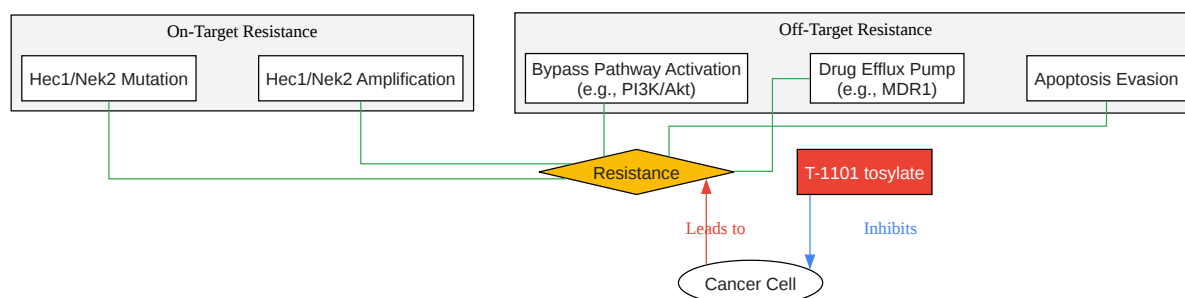 On-Target Resistance
Off-Target Resistance
Hec1/Nek2 Mutation
Hec1/Nek2 Amplification
Bypass Pathway Activation
(e.g., PI3K/Akt)
Drug Efflux Pump
(e.g., MDR1)
Apoptosis Evasion
Resistance
T-1101 tosylate
Leads to
Inhibits
Cancer Cell